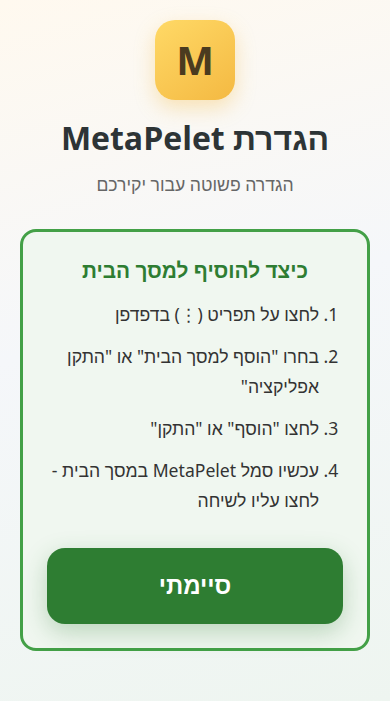 M
הגדרת MetaPelet
הגדרה פשוטה עבור יקירכם
כיצד להוסיף למסך הבית
1. לחצו על תפריט (⋮) בדפדפן
2. בחרו "הוסף למסך הבית" או "התקן
אפליקציה"
3. לחצו "הוסף" או "התקן"
4. עכשיו סמל MetaPelet במסך הבית -
לחצו עליו לשיחה
סיימתי